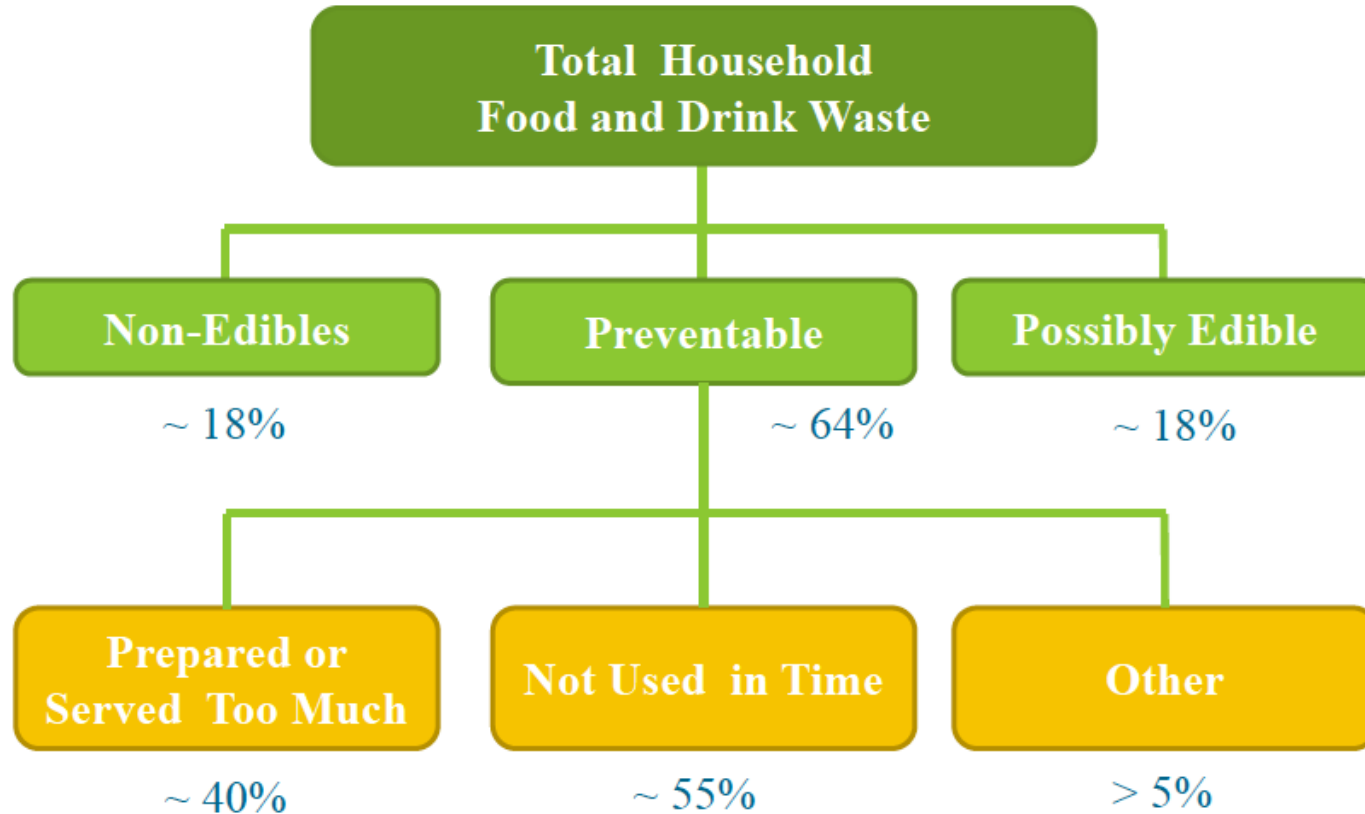 Total Household
Food and Drink Waste
Non-Edibles
Preventable
Possibly Edible
~ 18%
~ 64%
~ 18%
Prepared or
Served Too Much
Not Used in Time
Other
~ 40%
~ 55%
> 5%